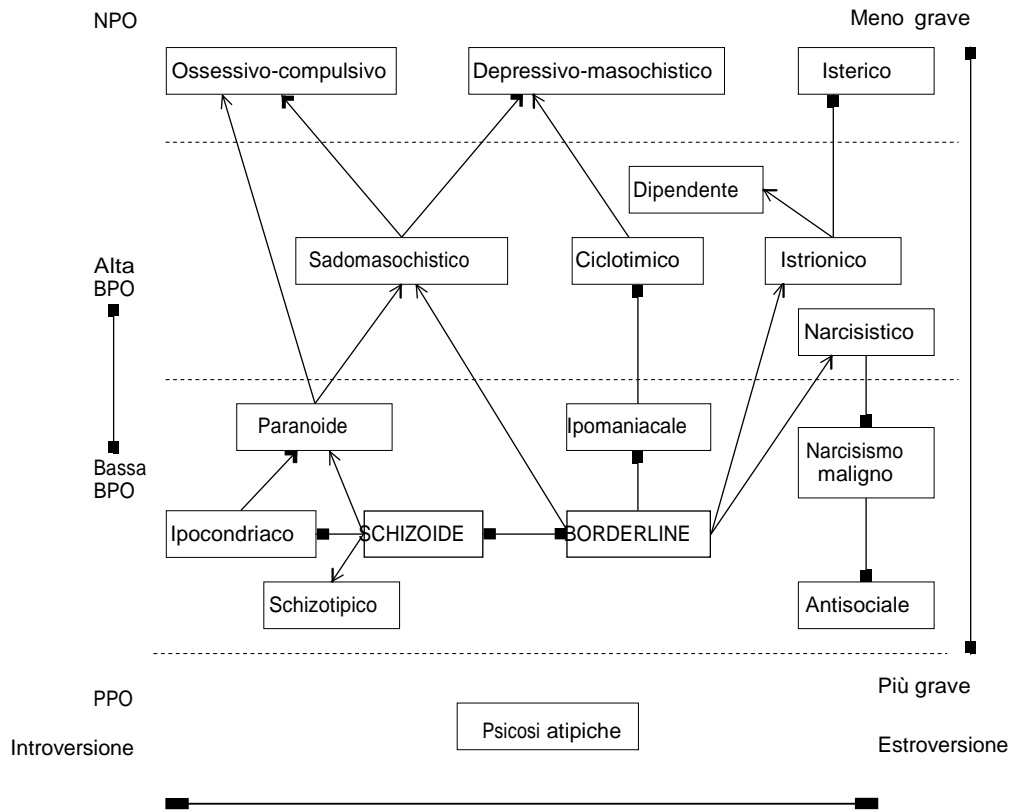 NPO
Meno grave
Ossessivo-compulsivo
Depressivo-masochistico
Isterico
Dipendente
Alta
BPO
Sadomasochistico
Ciclotimico
Istrionico
Narcisistico
Paranoide
Ipomaniacale
Narcisismo
maligno
Bassa
BPO
Ipocondriaco
SCHIZOIDE
BORDERLINE
Schizotipico
Antisociale
PPO
Più grave
Psicosi atipiche
Introversione
Estroversione